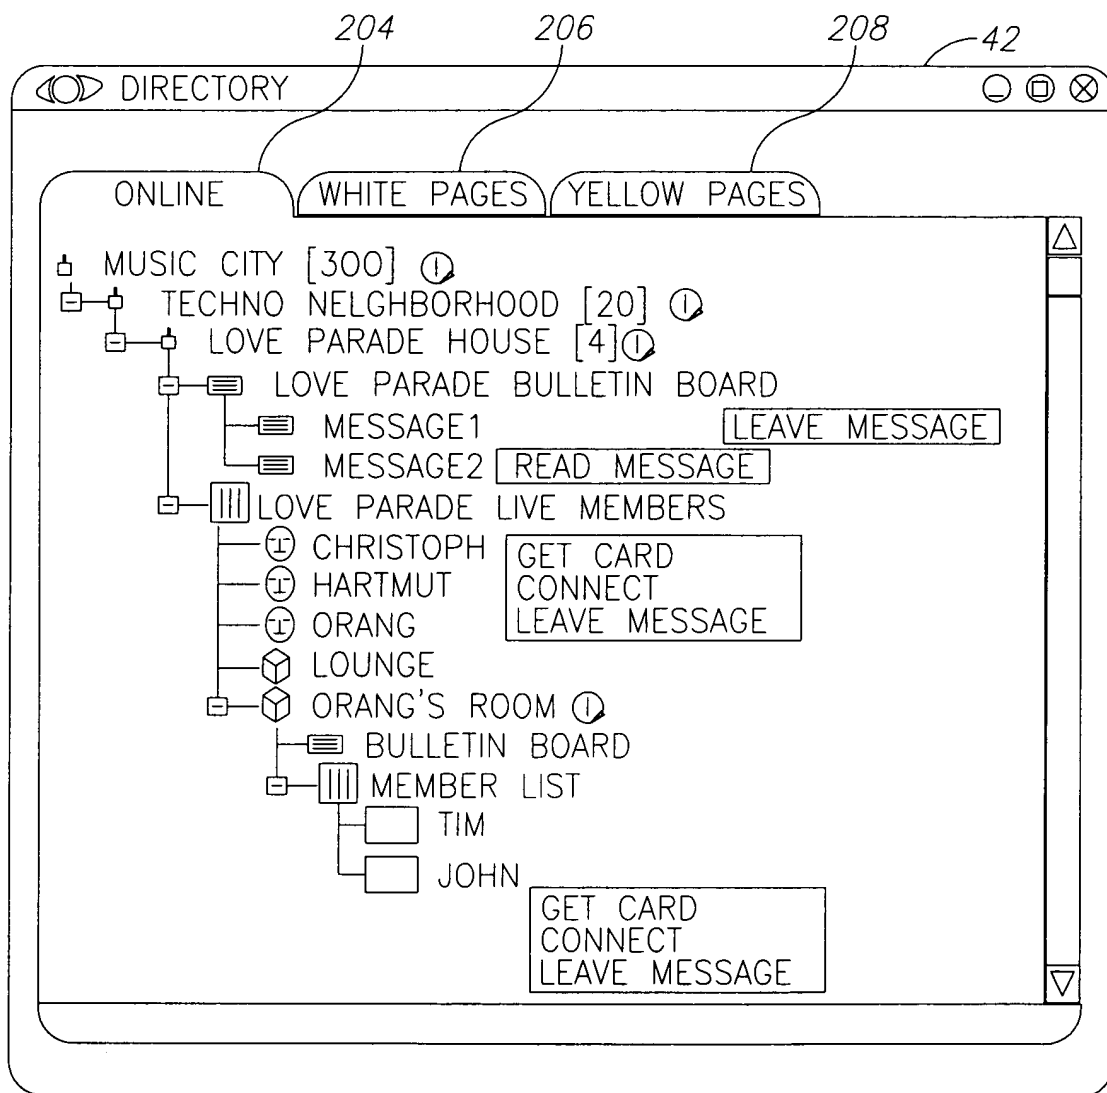 204 206 208 42
DIRECTORY
ONLINE WHITE PAGES YELLOW PAGES
MUSIC CITY [300]
TECHNO NELGHBORHOOD [20]
LOVE PARADE HOUSE [4]
LOVE PARADE BULLETIN BOARD
MESSAGE1 LEAVE MESSAGE
MESSAGE2 READ MESSAGE
LOVE PARADE LIVE MEMBERS
CHRISTOPH GET CARD
HARTMUT CONNECT
ORANG LEAVE MESSAGE
LOUNGE
ORANG'S ROOM
BULLETIN BOARD
MEMBER LIST
TIM
JOHN
GET CARD
CONNECT
LEAVE MESSAGE